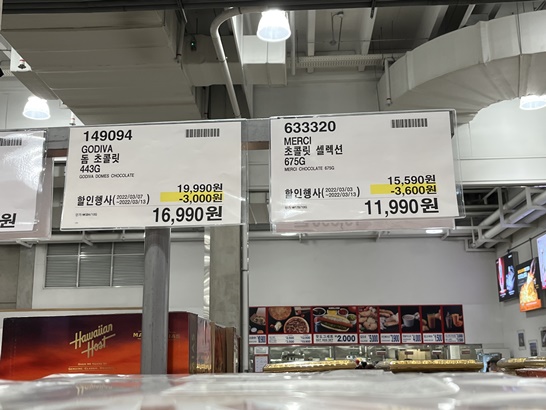 149094
GODIVA
돔 초콜릿
443G
GODIVA DOMES CHOCOLATE
19,990원
할인행사 (2022/03/07 ~2022/03/13) -3,000원
16,990원
633320
MERCI
초콜릿 셀렉션
675G
MERCI CHOCOLATE 675G
15,590원
할인행사 (2022/03/03 ~2022/03/13) -3,600원
11,990원
원
Hawaiian
Host
MA
2,000